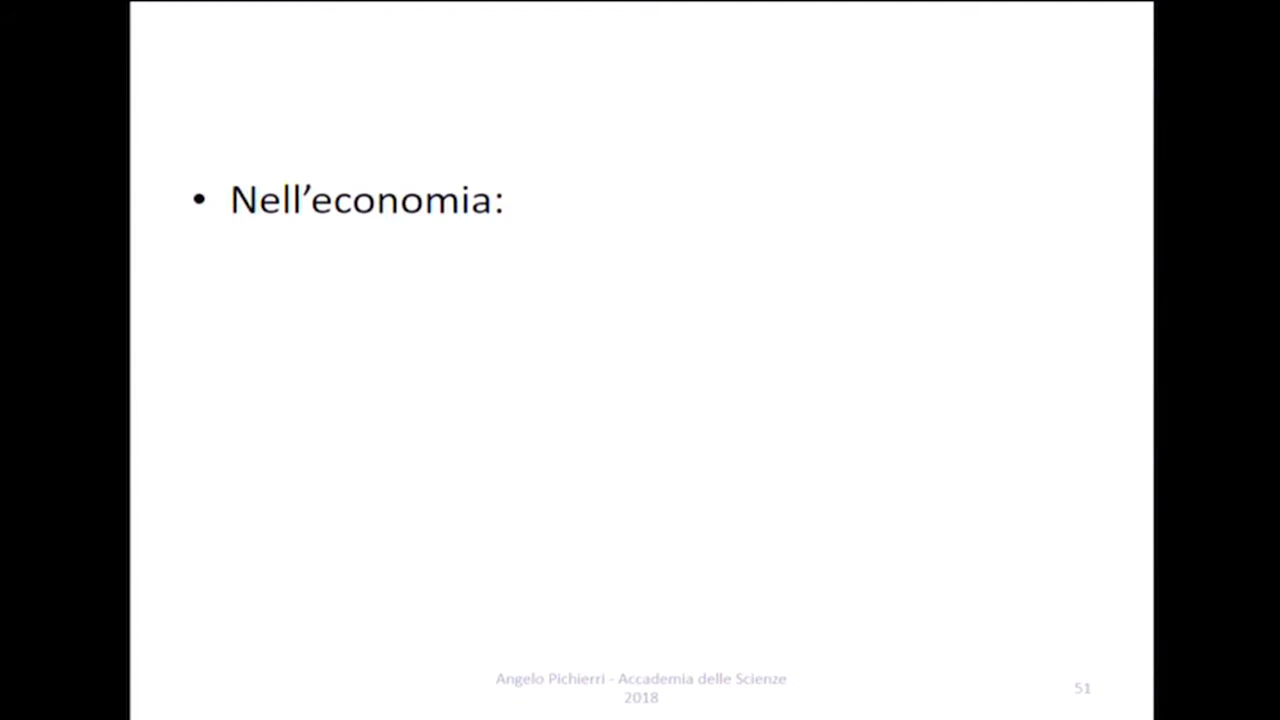 • Nell’economia:
Angelo Pichierri - Accademia delle Scienze
2018
51